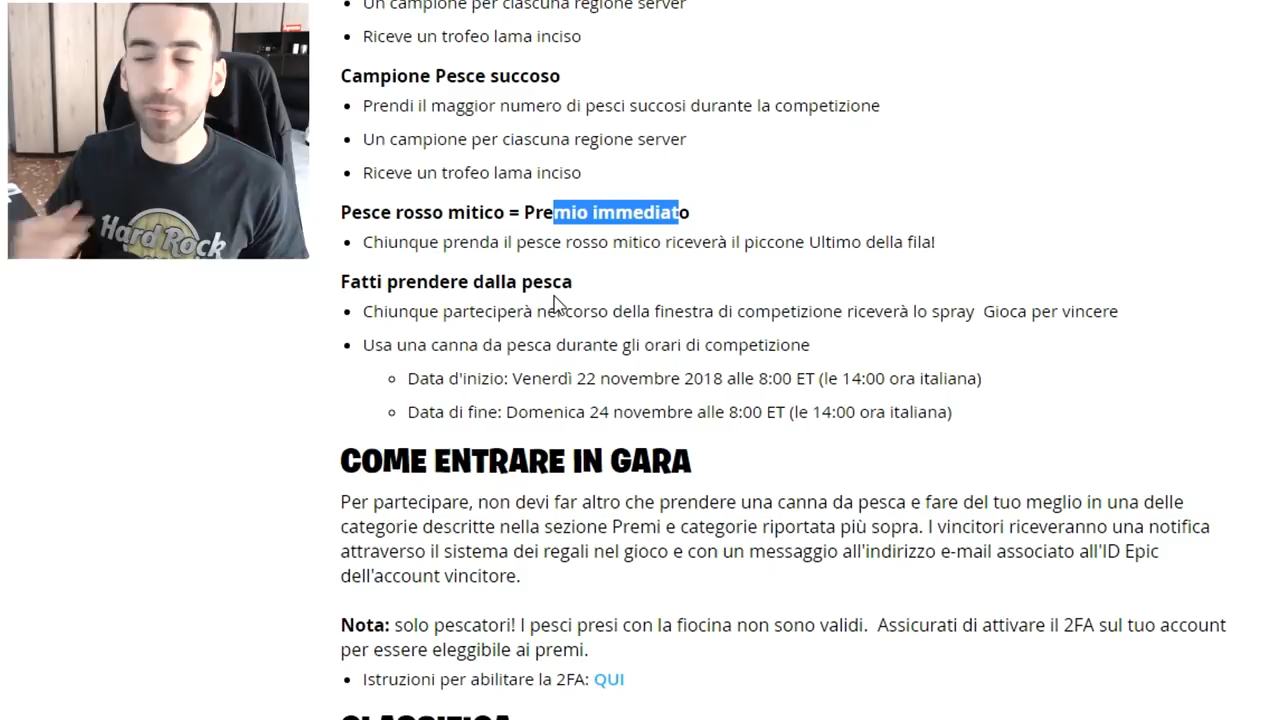 Un campione per ciascuna regione server
Riceve un trofeo lama inciso
Campione Pesce succoso
Prendi il maggior numero di pesci succosi durante la competizione
Un campione per ciascuna regione server
Riceve un trofeo lama inciso
Pesce rosso mitico = Premio immediato
Chiunque prenda il pesce rosso mitico riceverà il piccone Ultimo della fila!
Fatti prendere dalla pesca
Chiunque parteciperà nel corso della finestra di competizione riceverà lo spray Gioca per vincere
Usa una canna da pesca durante gli orari di competizione
Data d'inizio: Venerdì 22 novembre 2018 alle 8:00 ET (le 14:00 ora italiana)
Data di fine: Domenica 24 novembre alle 8:00 ET (le 14:00 ora italiana)
COME ENTRARE IN GARA
Per partecipare, non devi far altro che prendere una canna da pesca e fare del tuo meglio in una delle
categorie descritte nella sezione Premi e categorie riportata più sopra. I vincitori riceveranno una notifica
attraverso il sistema dei regali nel gioco e con un messaggio all'indirizzo e-mail associato all'ID Epic
dell'account vincitore.
Nota: solo pescatori! I pesci presi con la fiocina non sono validi. Assicurati di attivare il 2FA sul tuo account
per essere eleggibile ai premi.
Istruzioni per abilitare la 2FA: QUI
CLASSIFICA
Hard Rock